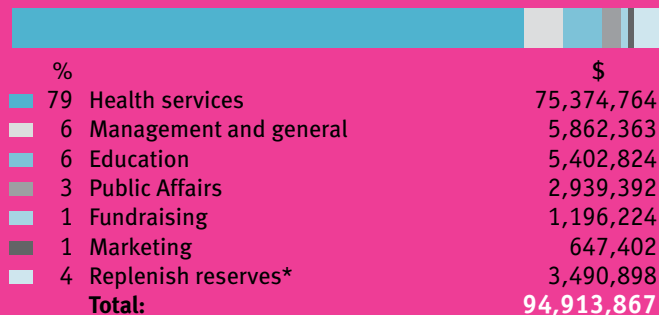 % $
79 Health services 75,374,764
6 Management and general 5,862,363
6 Education 5,402,824
3 Public Affairs 2,939,392
1 Fundraising 1,196,224
1 Marketing 647,402
4 Replenish reserves* 3,490,898
Total: 94,913,867